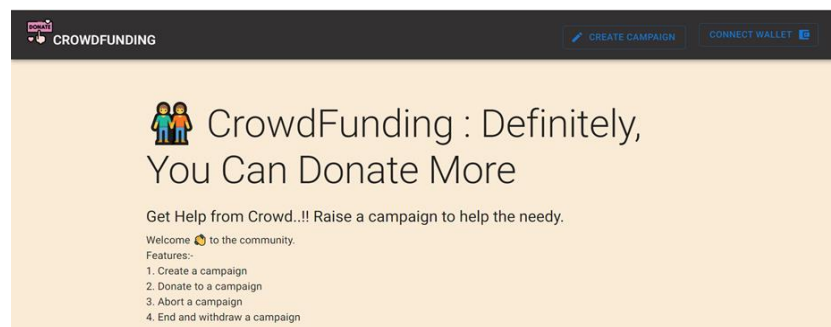 DONATE
CROWDFUNDING
CREATE CAMPAIGN
CONNECT WALLET
CrowdFunding : Definitely,
You Can Donate More
Get Help from Crowd..!! Raise a campaign to help the needy.
Welcome 👏 to the community.
Features:-
1. Create a campaign
2. Donate to a campaign
3. Abort a campaign
4. End and withdraw a campaign